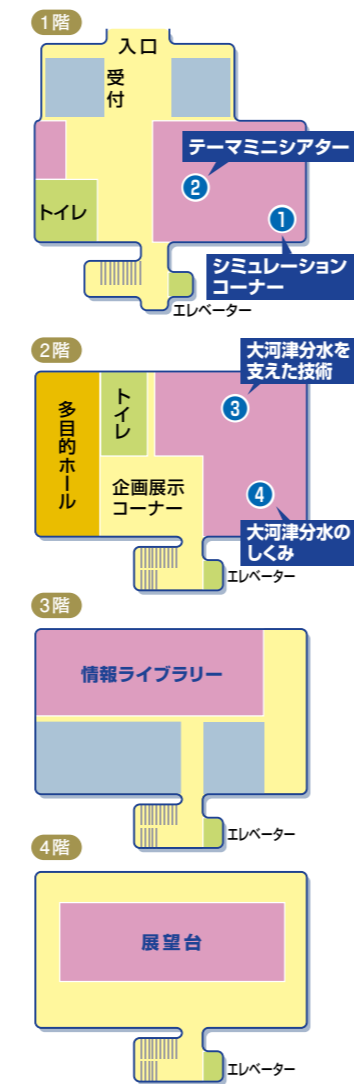 1階
入口
受付
テーマミニシアター
2
トイレ
1
シミュレーション
コーナー
エレベーター
2階
大河津分水を
支えた技術
多目的ホール
トイレ
3
企画展示
コーナー
4
大河津分水の
しくみ
エレベーター
3階
情報ライブラリー
エレベーター
4階
展望台
エレベーター